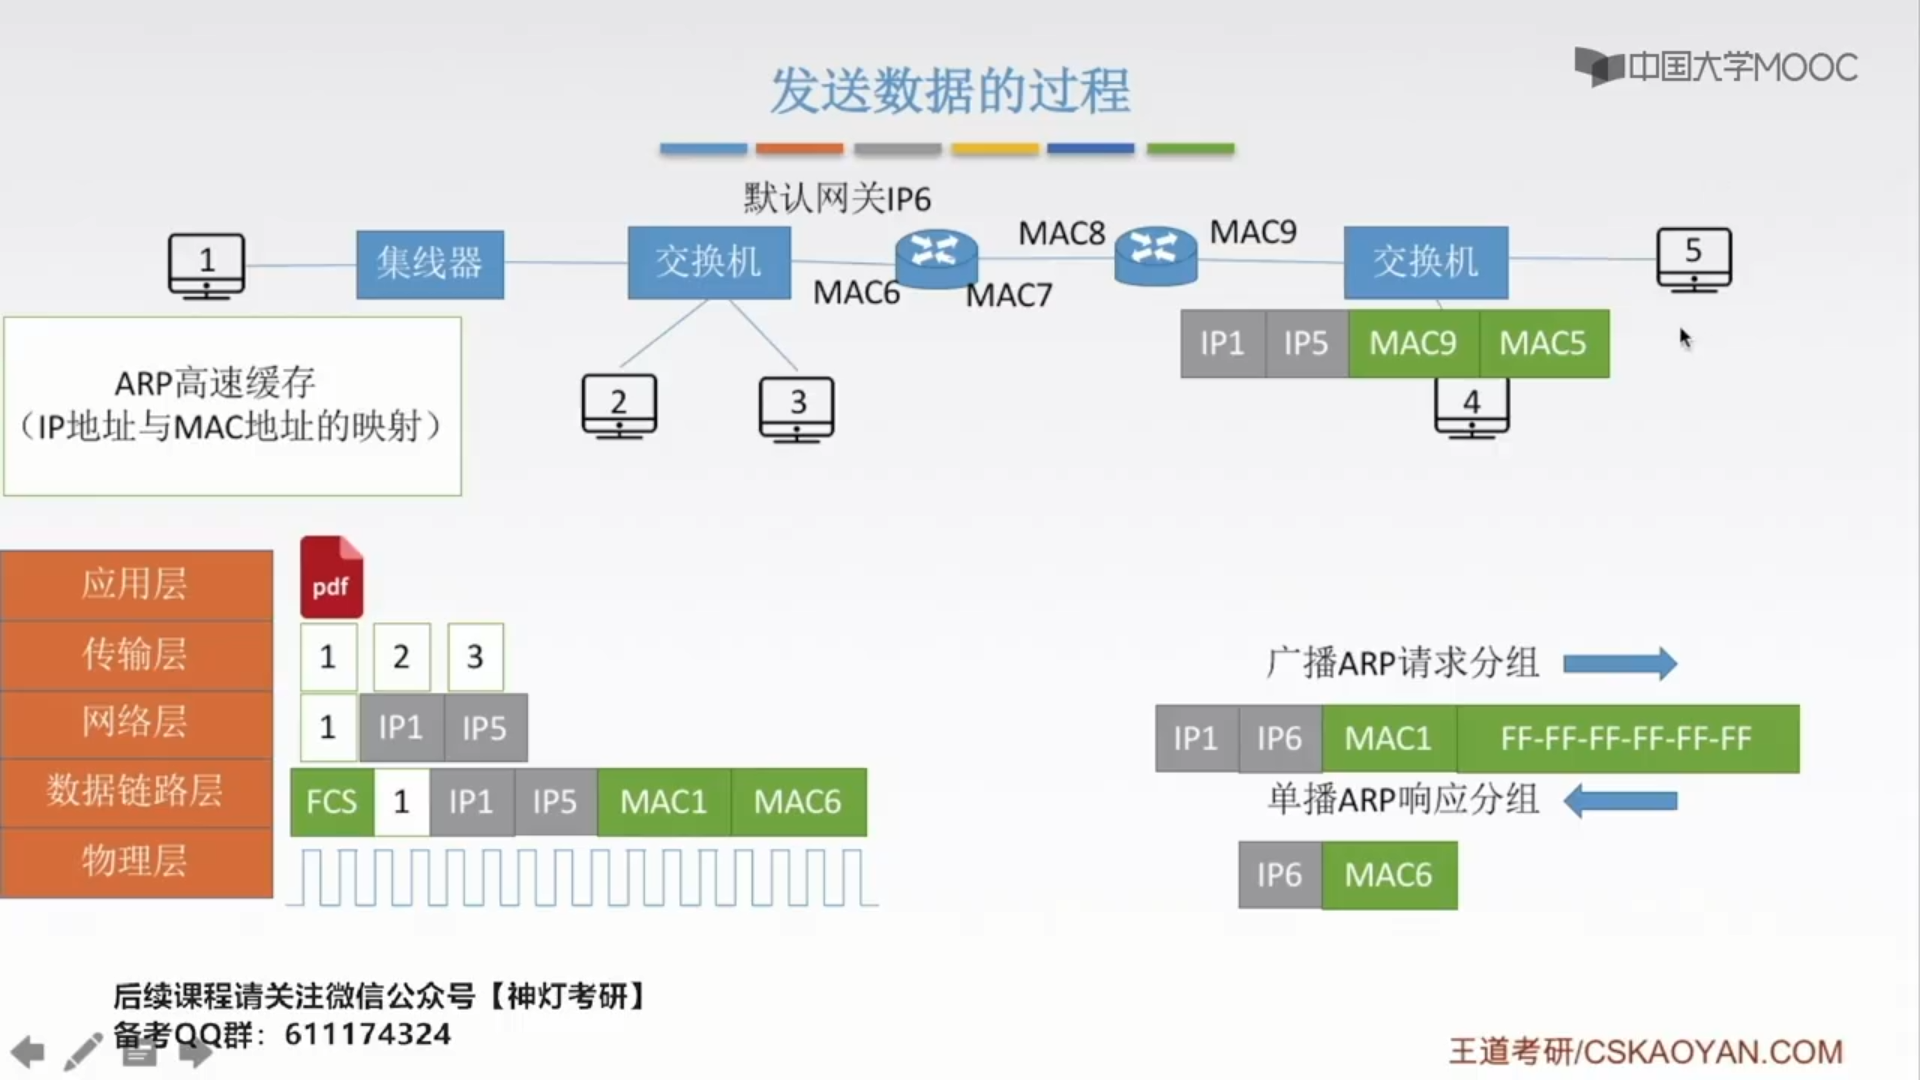 中国大学MOOC
发送数据的过程
默认网关IP6
MAC8
MAC9
1
集线器
交换机
交换机
5
MAC6
MAC7
IP1 IP5 MAC9 MAC5
ARP高速缓存
（IP地址与MAC地址的映射）
2
3
4
应用层
pdf
传输层
1 2 3
网络层
1 IP1 IP5
数据链路层
FCS 1 IP1 IP5 MAC1 MAC6
物理层
广播ARP请求分组
IP1 IP6 MAC1 FF-FF-FF-FF-FF-FF
单播ARP响应分组
IP6 MAC6
后续课程请关注微信公众号【神灯考研】
备考QQ群：611174324
王道考研/CSKAOYAN.COM